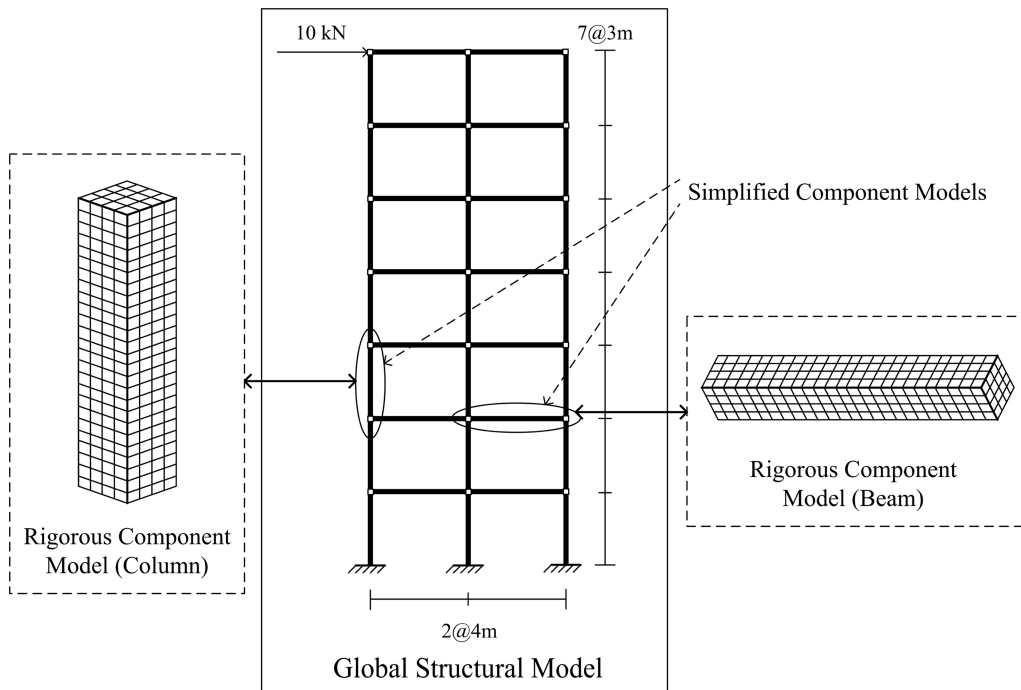 10 kN
7@3m
Simplified Component Models
Rigorous Component
Model (Column)
Rigorous Component
Model (Beam)
2@4m
Global Structural Model